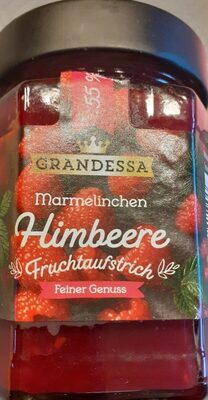 55 %
GRANDESSA
Marmelinchen
Himbeere
Fruchtaufstrich
Feiner Genuss